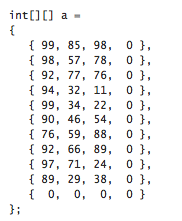 int[][] a =
{
{ 99, 85, 98, 0 },
{ 98, 57, 78, 0 },
{ 92, 77, 76, 0 },
{ 94, 32, 11, 0 },
{ 99, 34, 22, 0 },
{ 90, 46, 54, 0 },
{ 76, 59, 88, 0 },
{ 92, 66, 89, 0 },
{ 97, 71, 24, 0 },
{ 89, 29, 38, 0 },
{ 0, 0, 0, 0 }
};